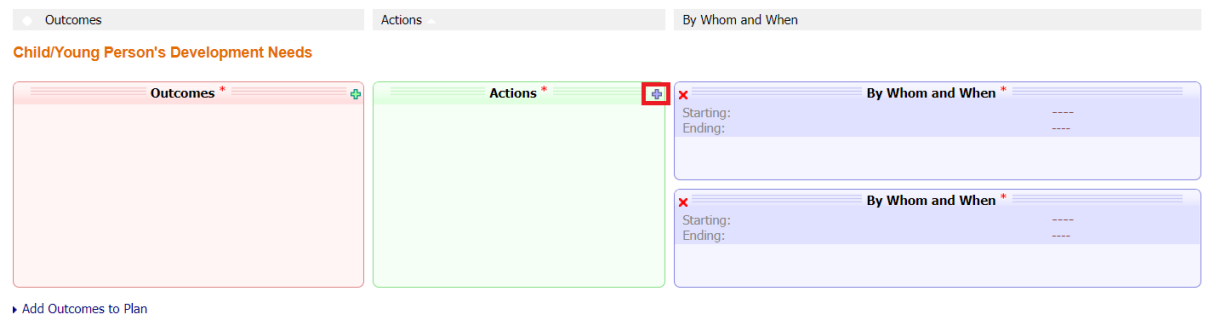 Outcomes Actions By Whom and When
Child/Young Person's Development Needs
Outcomes * Actions * By Whom and When *
Starting: ----
Ending: ----
By Whom and When *
Starting: ----
Ending: ----
Add Outcomes to Plan